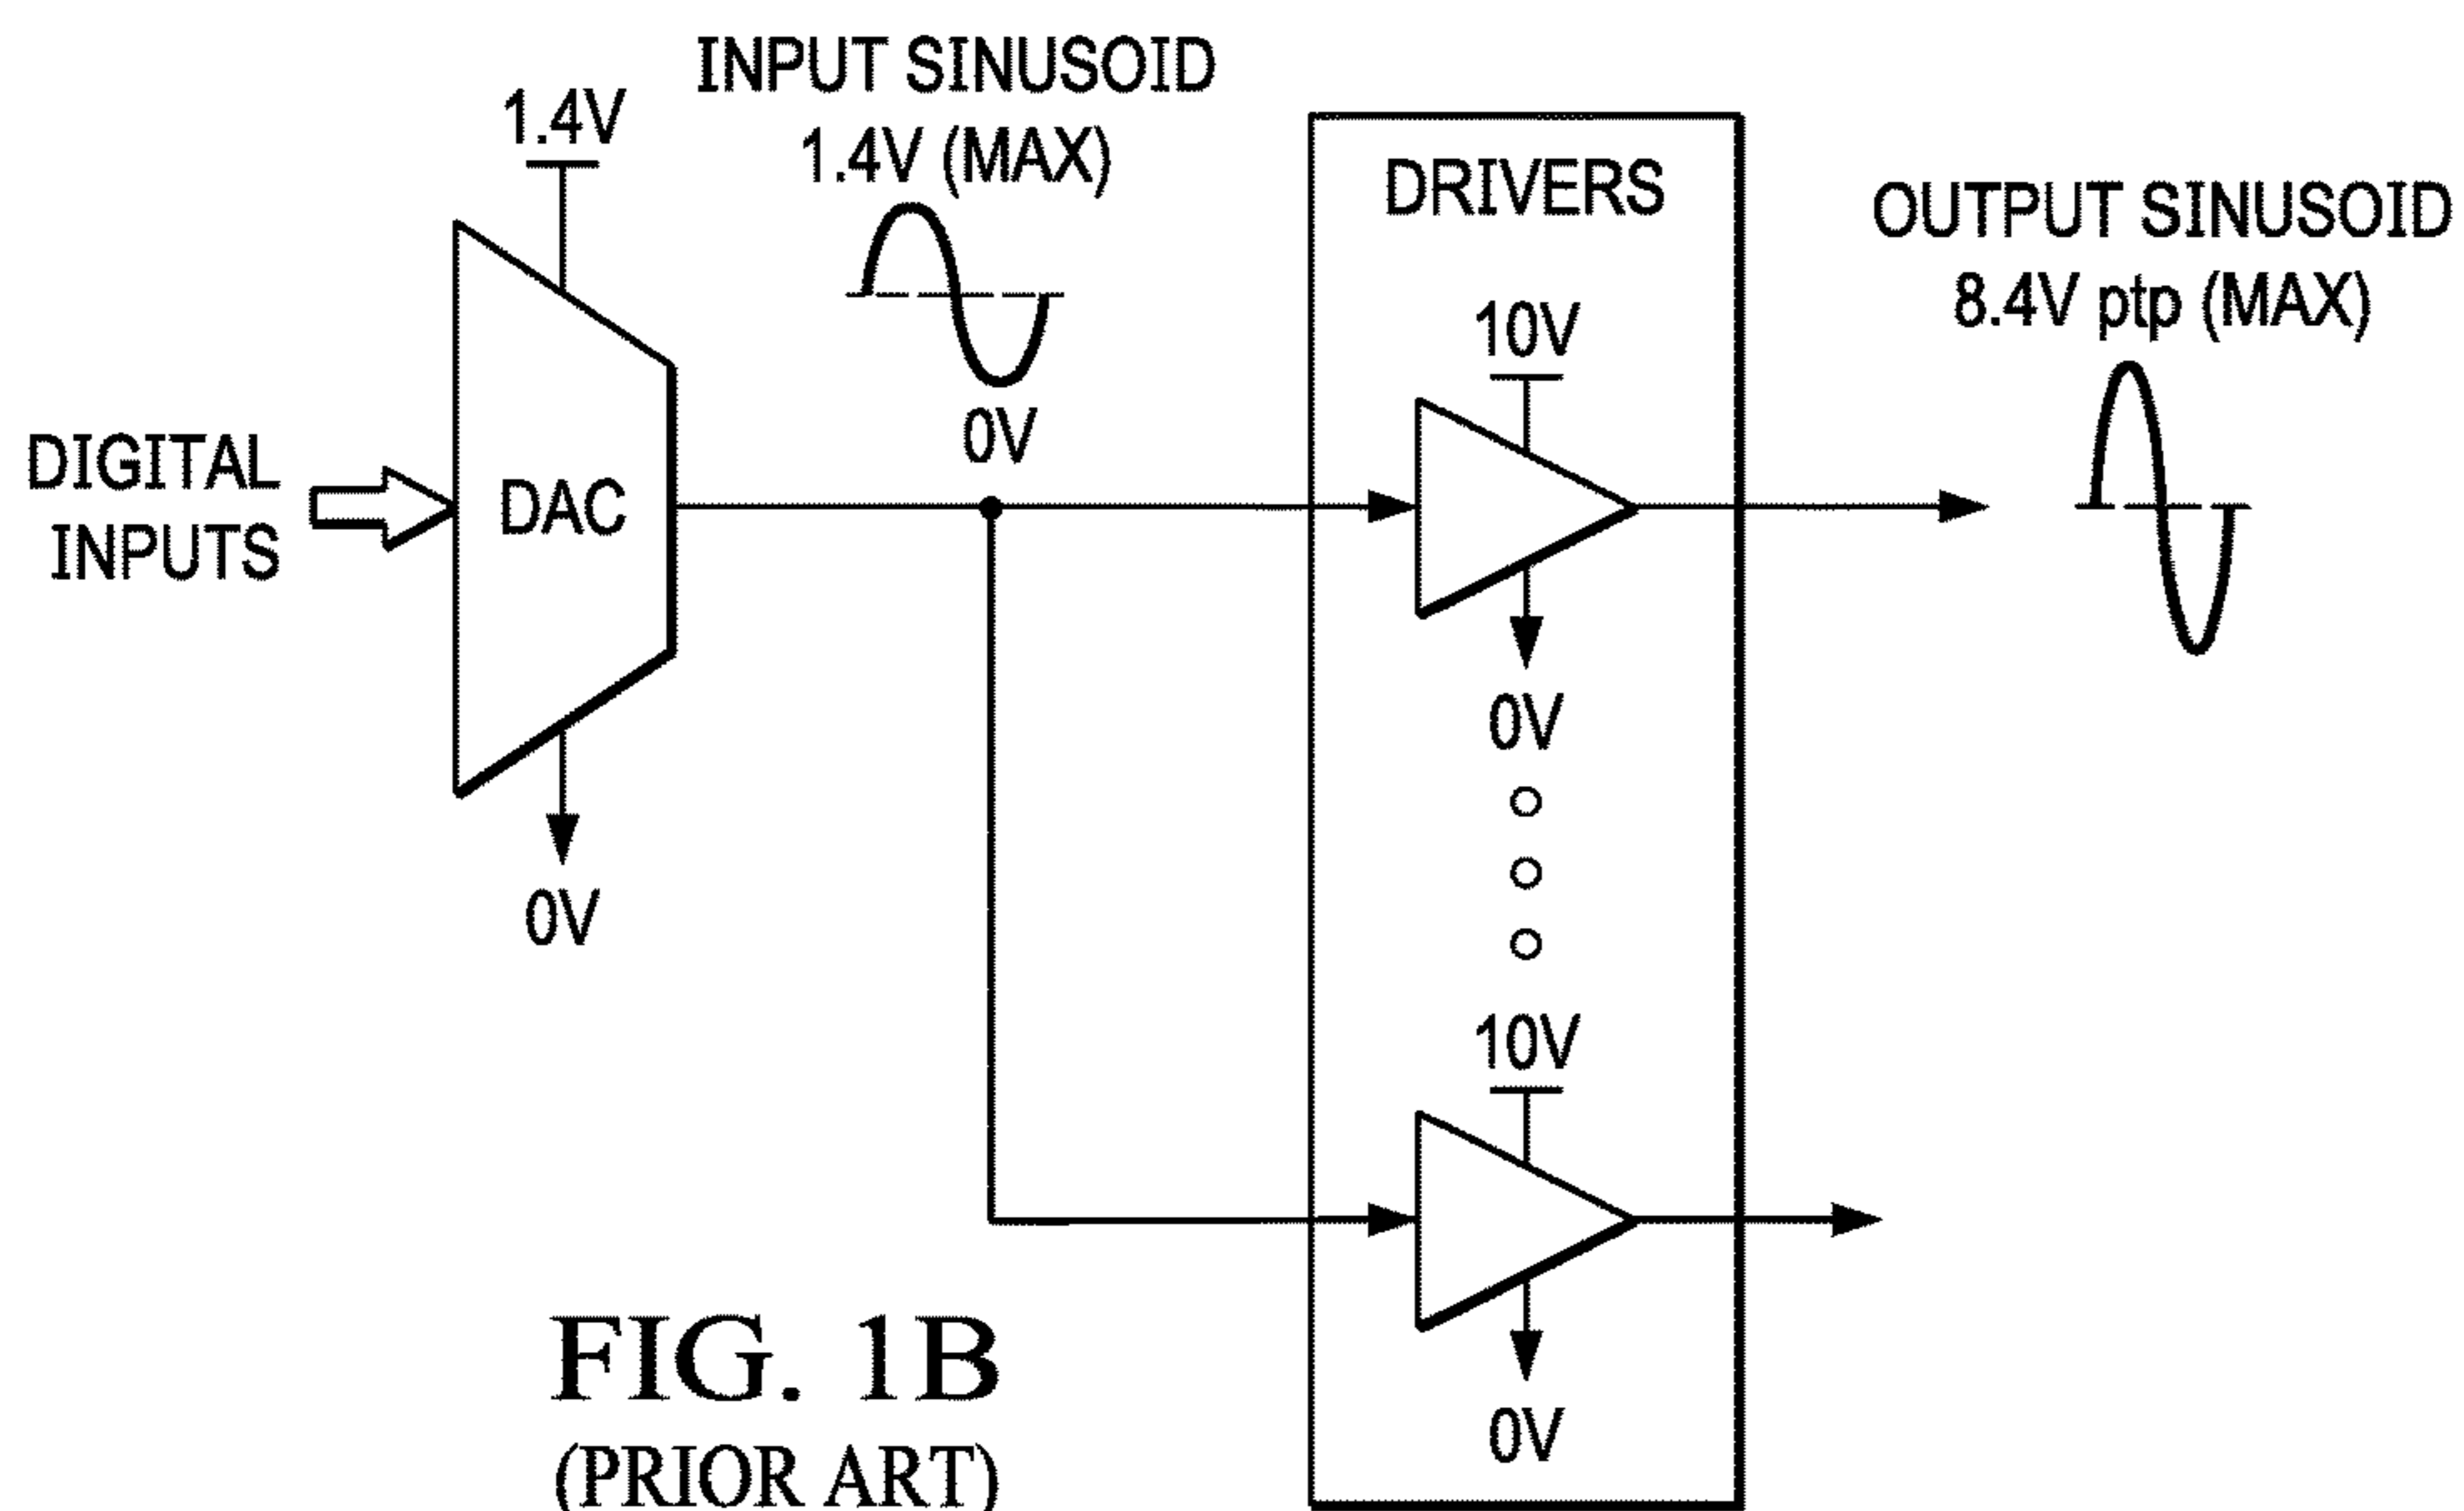 INPUT SINUSOID
1.4V (MAX)
1.4V
0V
DIGITAL
INPUTS
DAC
0V
DRIVERS
10V
0V
10V
0V
OUTPUT SINUSOID
8.4V ptp (MAX)
FIG. 1B
(PRIOR ART)